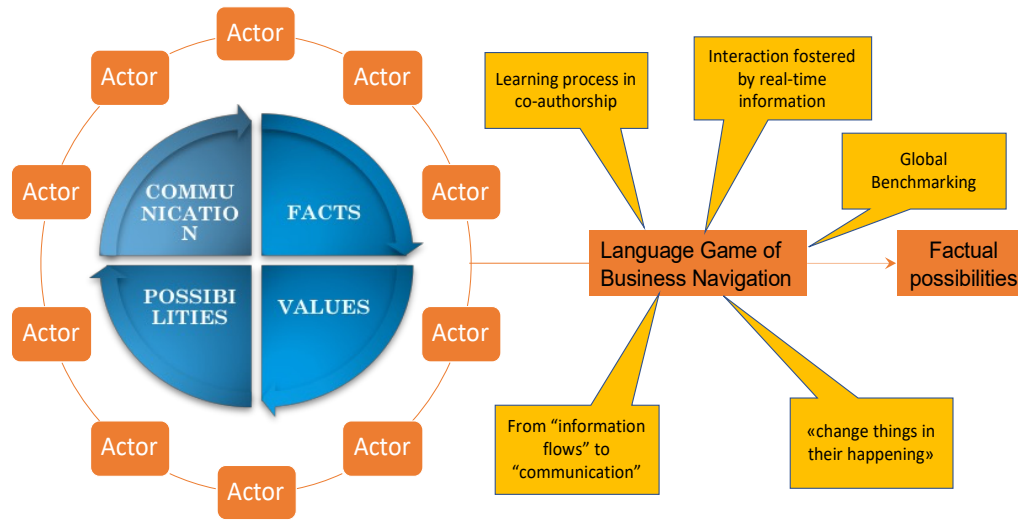 Actor
Actor
Actor
Actor
Actor
Actor
Actor
Actor
Actor
Actor
COMMU
NICATIO
N
FACTS
POSSIBI
LITIES
VALUES
Learning process in
co-authorship
Interaction fostered
by real-time
information
Global
Benchmarking
Language Game of
Business Navigation
Factual
possibilities
From “information
flows” to
“communication”
«change things in
their happening»